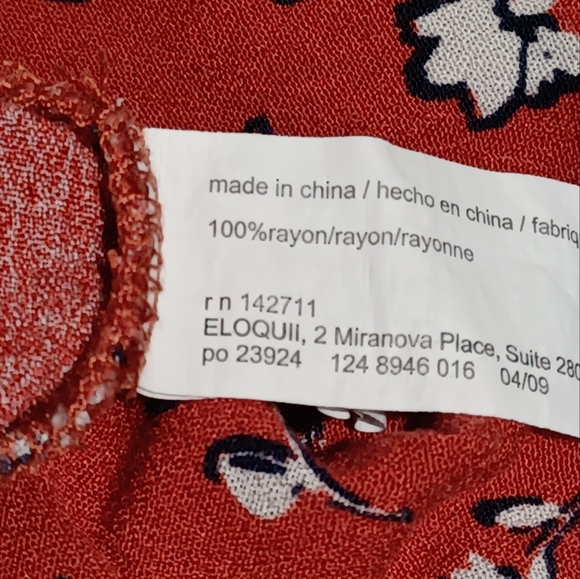 made in china / hecho en china / fabriq
100%rayon/rayon/rayonne
rn 142711
ELOQUII, 2 Miranova Place, Suite 280
po 23924 124 8946 016 04/09